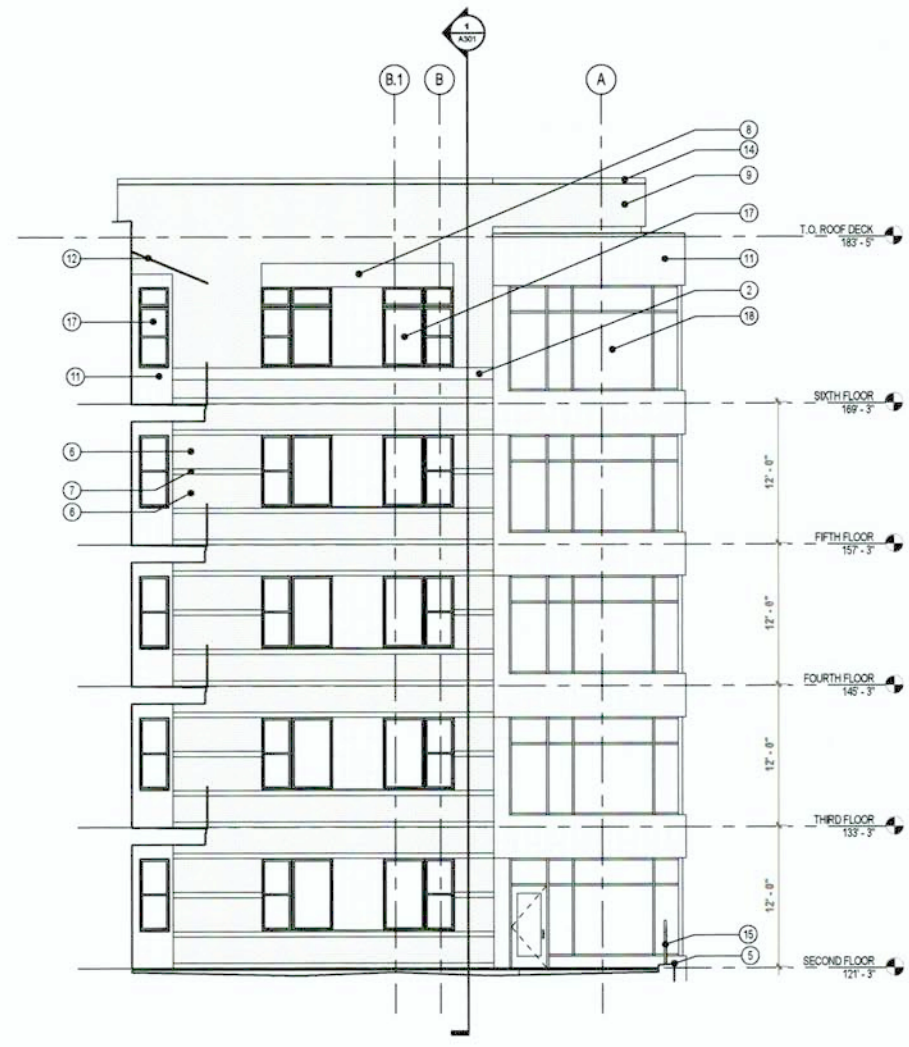 1
A301
B.1
B
A
8
14
9
17
T.O. ROOF DECK
183' - 5"
12
11
2
17
18
11
SIXTH FLOOR
169' - 3"
6
12' - 0"
7
6
FIFTH FLOOR
157' - 3"
12' - 0"
FOURTH FLOOR
145' - 3"
12' - 0"
THIRD FLOOR
133' - 3"
12' - 0"
15
5
SECOND FLOOR
121' - 3"